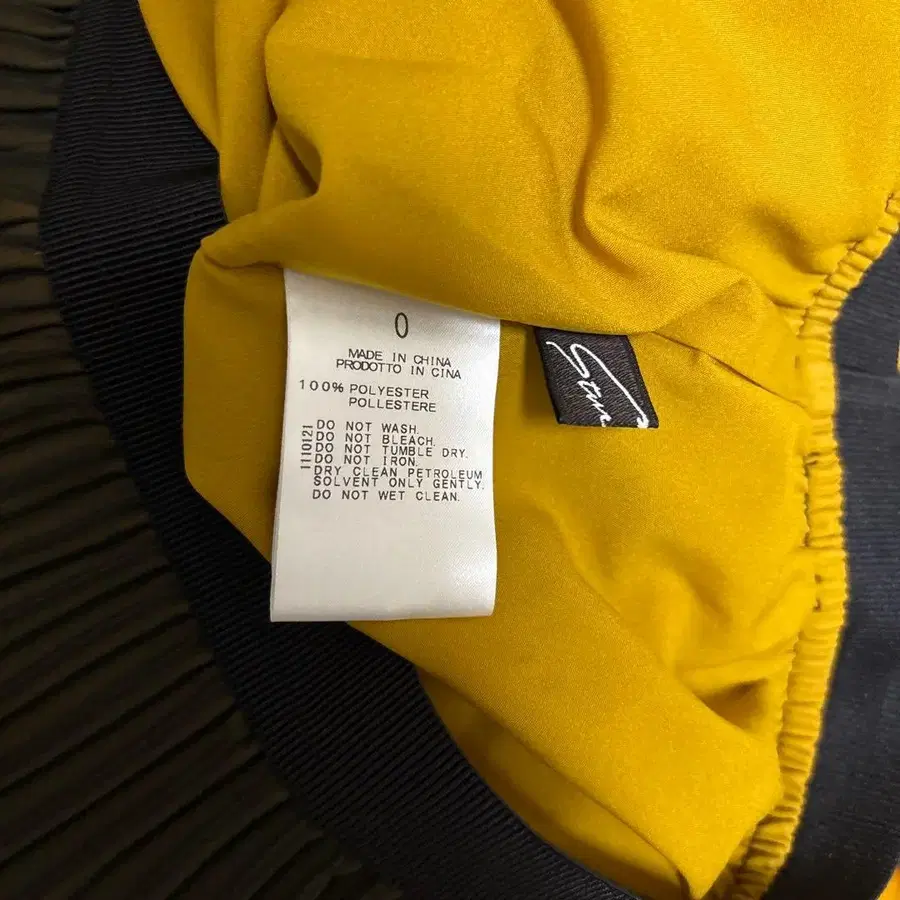 0
MADE IN CHINA
PRODOTTO IN CINA
100% POLYESTER
POLLESTERE
1110121
DO NOT WASH.
DO NOT BLEACH.
DO NOT TUMBLE DRY.
DO NOT IRON.
DRY CLEAN PETROLEUM
SOLVENT ONLY GENTLY.
DO NOT WET CLEAN.